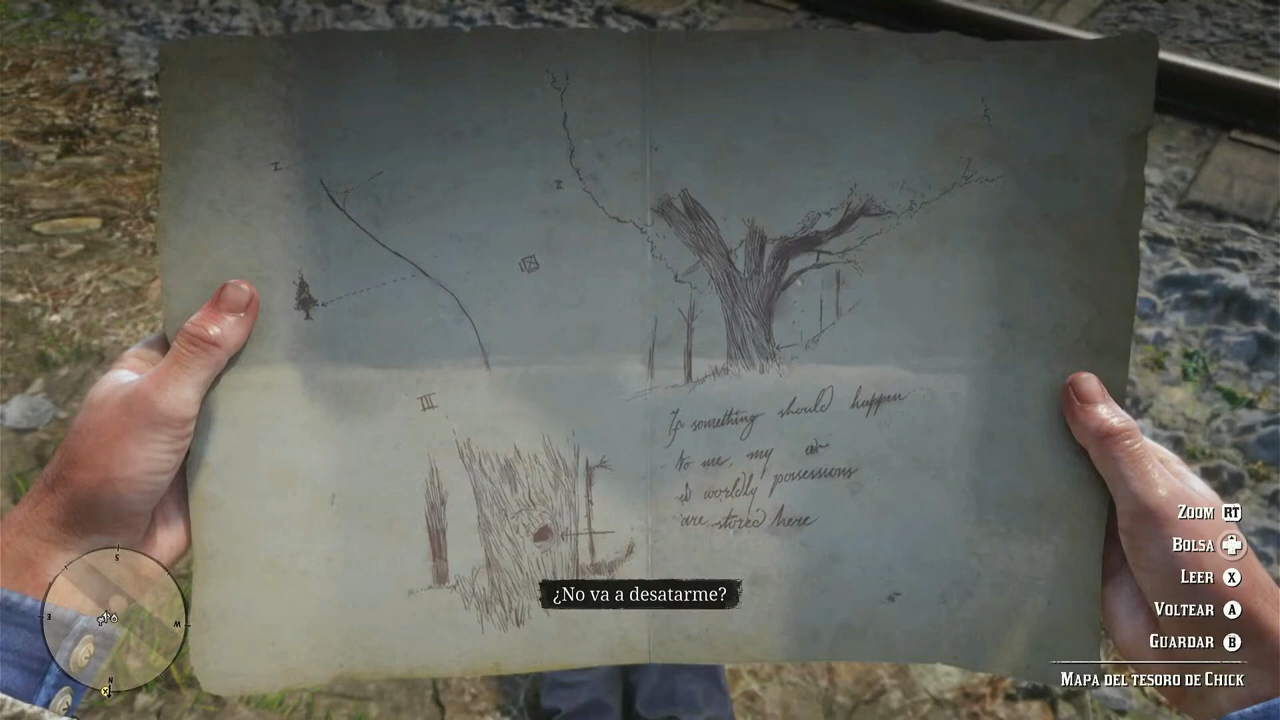 I
2
III
If something should happen
to me, my
worldly possessions
are stored here
¿No va a desatarme?
S
E
W
N
ZOOM RT
BOLSA
LEER X
VOLTEAR A
GUARDAR B
MAPA DEL TESORO DE CHICK